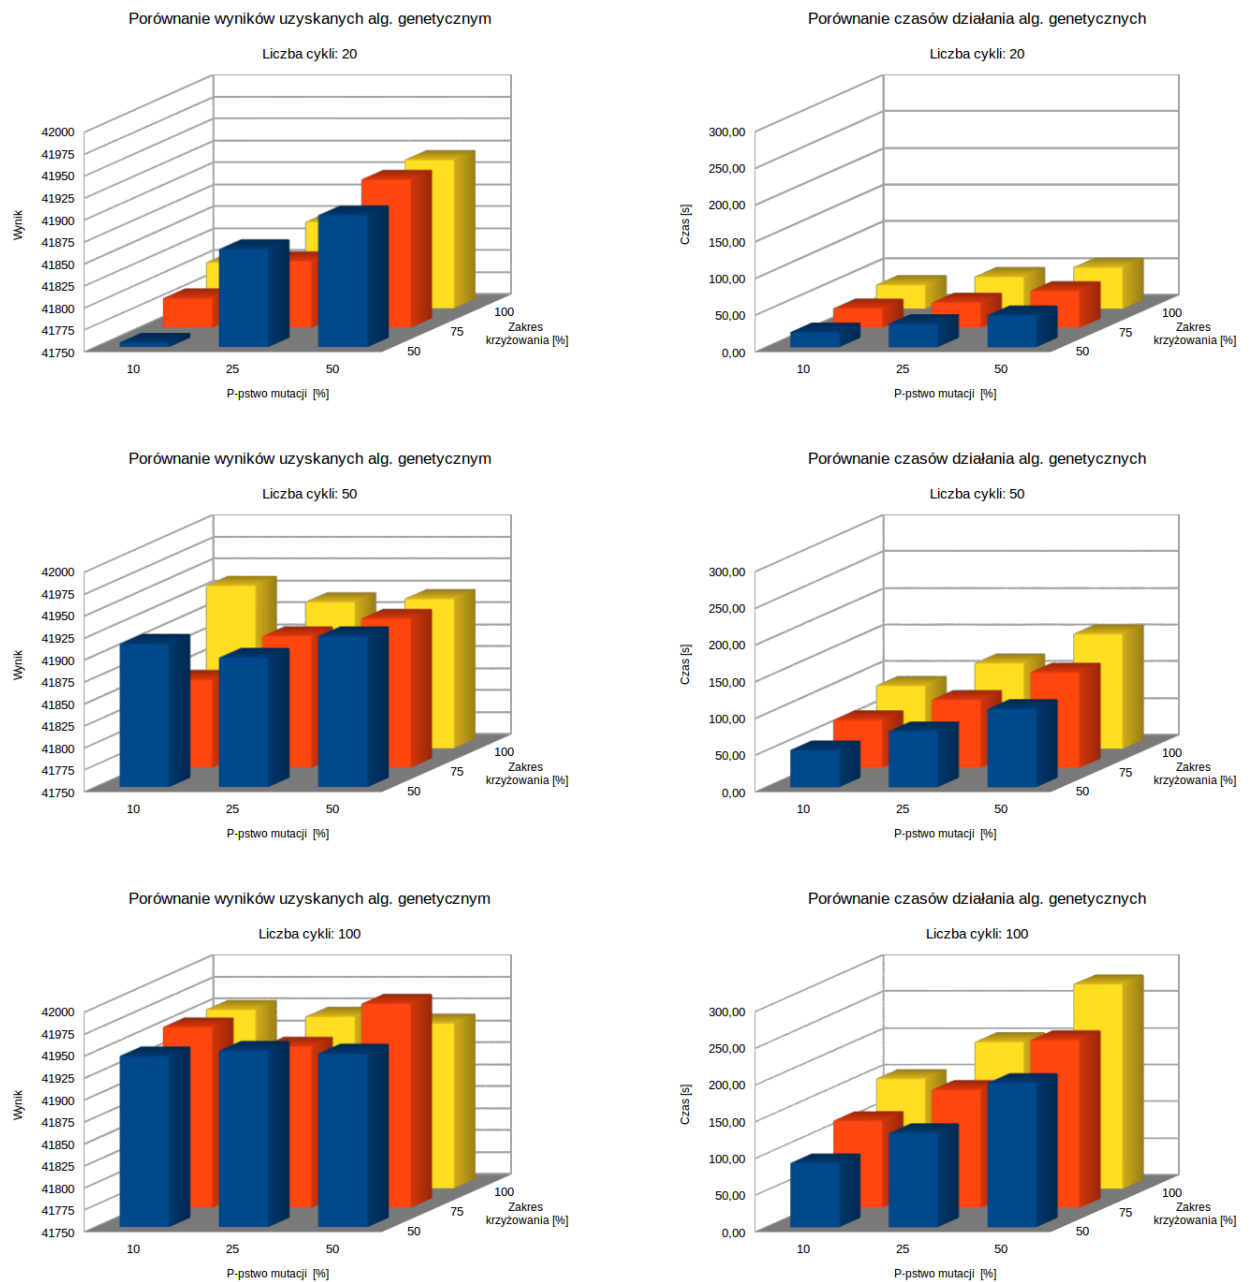 Porównanie wyników uzyskanych alg. genetycznym
Liczba cykli: 20
42000
41975
41950
41925
41900
41875
41850
41825
41800
41775
41750
Wynik
10
25
50
P-pstwo mutacji [%]
50
75
100
Zakres
krzyżowania [%]
Porównanie czasów działania alg. genetycznych
Liczba cykli: 20
300,00
250,00
200,00
150,00
100,00
50,00
0,00
Czas [s]
10
25
50
P-pstwo mutacji [%]
50
75
100
Zakres
krzyżowania [%]
Porównanie wyników uzyskanych alg. genetycznym
Liczba cykli: 50
42000
41975
41950
41925
41900
41875
41850
41825
41800
41775
41750
Wynik
10
25
50
P-pstwo mutacji [%]
50
75
100
Zakres
krzyżowania [%]
Porównanie czasów działania alg. genetycznych
Liczba cykli: 50
300,00
250,00
200,00
150,00
100,00
50,00
0,00
Czas [s]
10
25
50
P-pstwo mutacji [%]
50
75
100
Zakres
krzyżowania [%]
Porównanie wyników uzyskanych alg. genetycznym
Liczba cykli: 100
42000
41975
41950
41925
41900
41875
41850
41825
41800
41775
41750
Wynik
10
25
50
P-pstwo mutacji [%]
50
75
100
Zakres
krzyżowania [%]
Porównanie czasów działania alg. genetycznych
Liczba cykli: 100
300,00
250,00
200,00
150,00
100,00
50,00
0,00
Czas [s]
10
25
50
P-pstwo mutacji [%]
50
75
100
Zakres
krzyżowania [%]